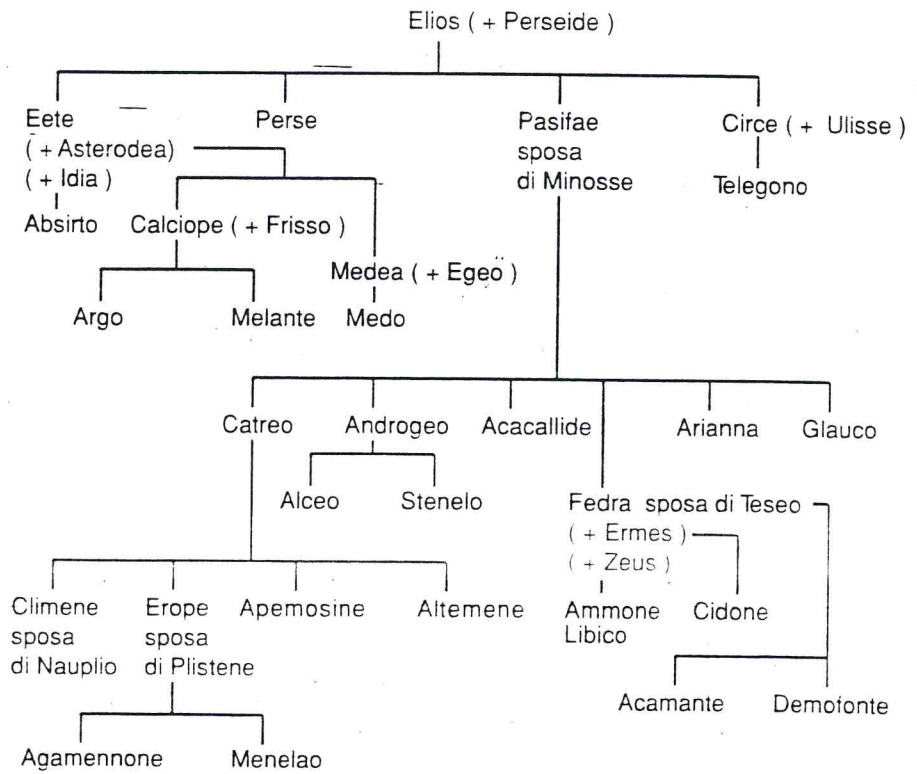 Elios ( + Perseide )
Eete Perse Pasifae Circe ( + Ulisse )
( + Asterodea) sposa
( + Idia ) di Minosse Telegono
Absirto Calciope ( + Frisso )
Medea ( + Egeo )
Argo Melante Medo
Catreo Androgeo Acacallide Arianna Glauco
Alceo Stenelo Fedra sposa di Teseo
( + Ermes )
( + Zeus )
Climene Erope Apemosine Altemene Ammone Cidone
sposa sposa Libico
di Nauplio di Plistene
Acamante Demofonte
Agamennone Menelao